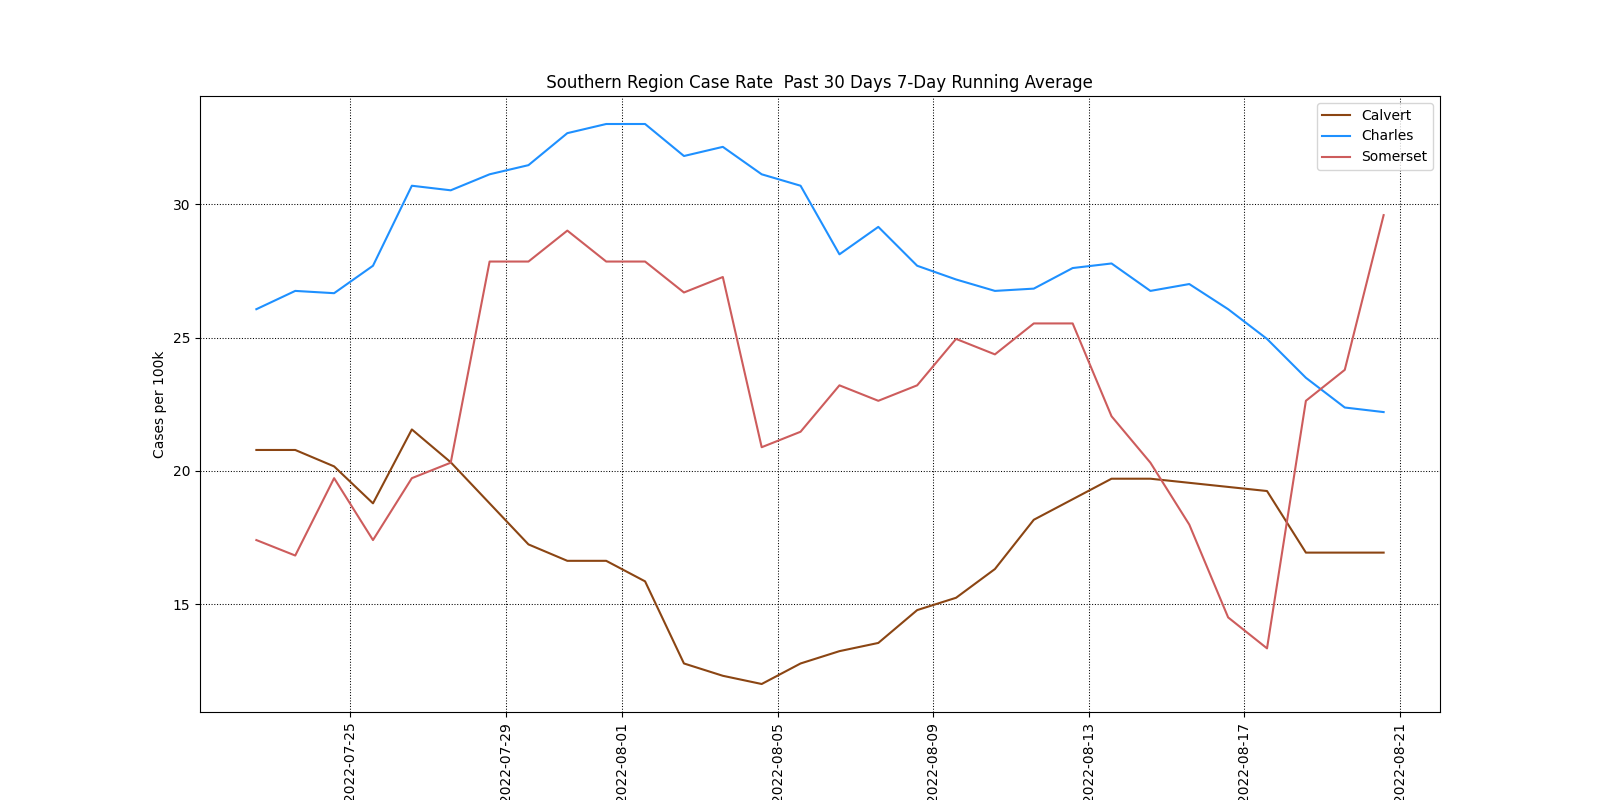 Southern Region Case Rate  Past 30 Days 7-Day Running Average
Calvert
Charles
Somerset
Cases per 100k
30
25
20
15
2022-07-25
2022-07-29
2022-08-01
2022-08-05
2022-08-09
2022-08-13
2022-08-17
2022-08-21